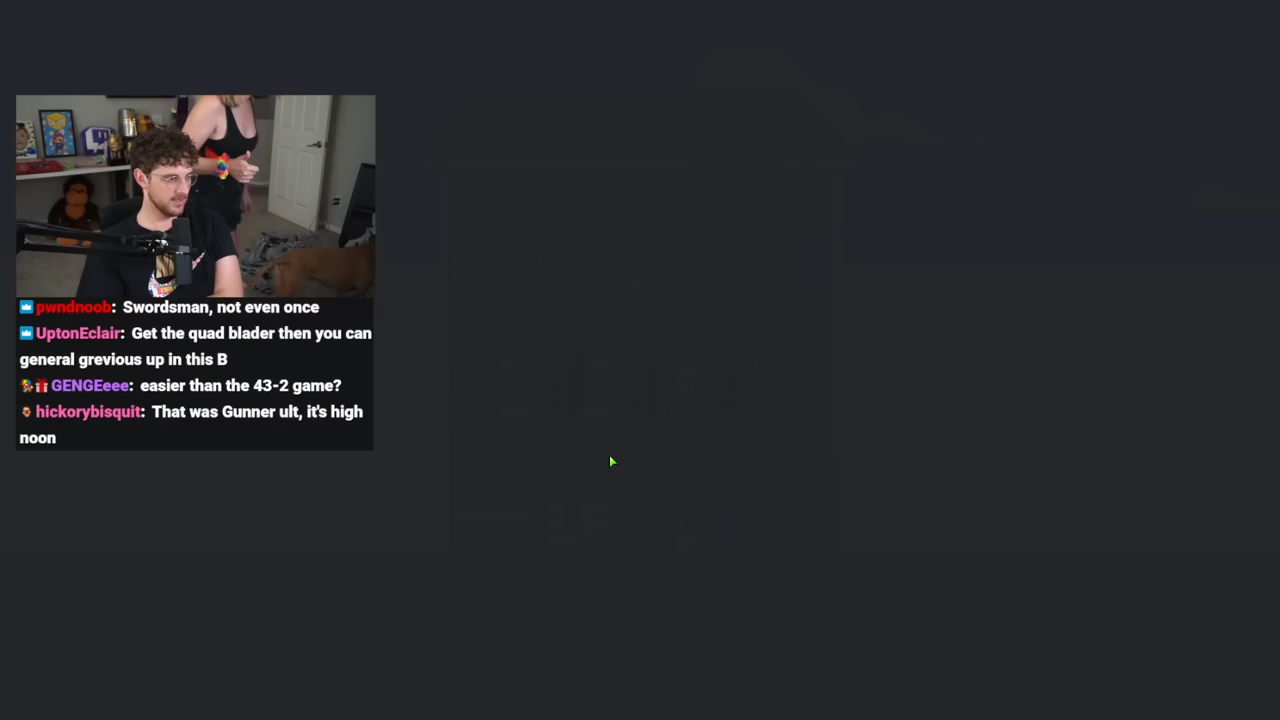 pwndnoob: Swordsman, not even once
UptonEclair: Get the quad blader then you can
general grevious up in this B
GENGEeee: easier than the 43-2 game?
hickorybisquit: That was Gunner ult, it's high
noon